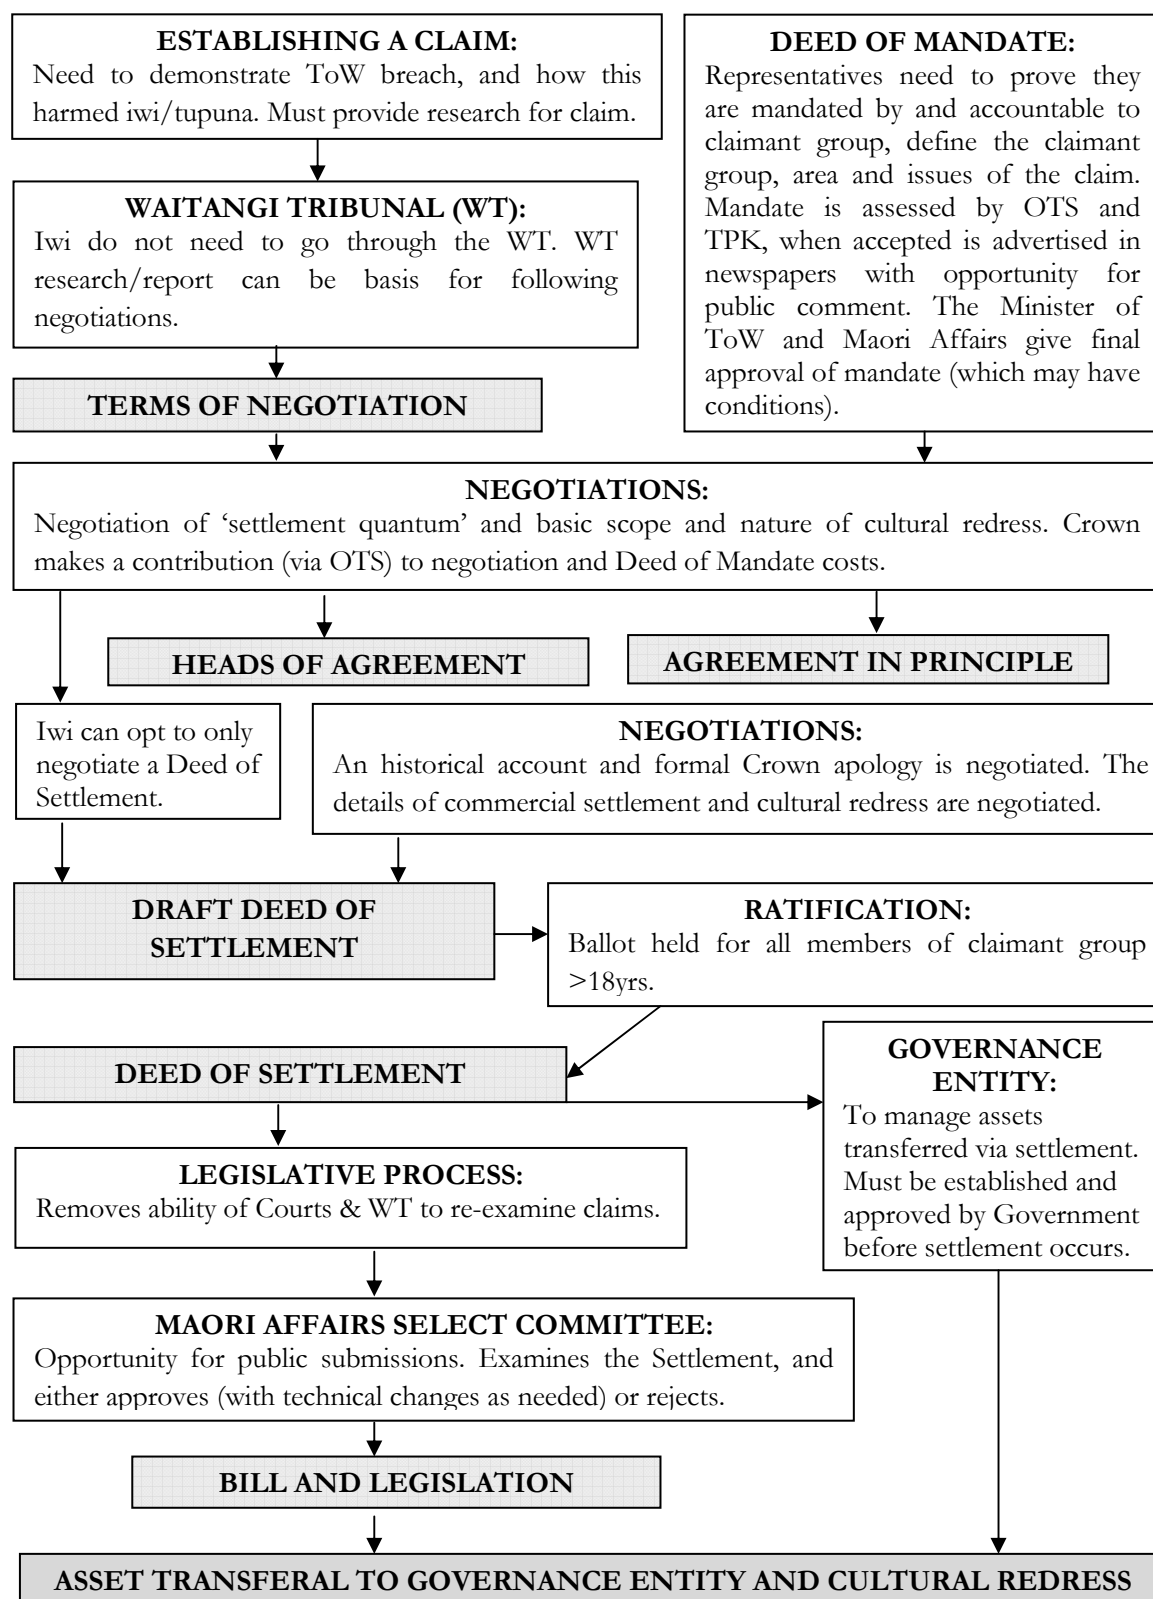 ESTABLISHING A CLAIM:
Need to demonstrate ToW breach, and how this
harmed iwi/tupuna. Must provide research for claim.
DEED OF MANDATE:
Representatives need to prove they
are mandated by and accountable to
claimant group, define the claimant
group, area and issues of the claim.
Mandate is assessed by OTS and
TPK, when accepted is advertised in
newspapers with opportunity for
public comment. The Minister of
ToW and Maori Affairs give final
approval of mandate (which may have
conditions).
WAITANGI TRIBUNAL (WT):
Iwi do not need to go through the WT. WT
research/report can be basis for following
negotiations.
TERMS OF NEGOTIATION
NEGOTIATIONS:
Negotiation of ‘settlement quantum’ and basic scope and nature of cultural redress. Crown
makes a contribution (via OTS) to negotiation and Deed of Mandate costs.
HEADS OF AGREEMENT
AGREEMENT IN PRINCIPLE
Iwi can opt to only
negotiate a Deed of
Settlement.
NEGOTIATIONS:
An historical account and formal Crown apology is negotiated. The
details of commercial settlement and cultural redress are negotiated.
DRAFT DEED OF
SETTLEMENT
RATIFICATION:
Ballot held for all members of claimant group
>18yrs.
DEED OF SETTLEMENT
GOVERNANCE
ENTITY:
To manage assets
transferred via settlement.
Must be established and
approved by Government
before settlement occurs.
LEGISLATIVE PROCESS:
Removes ability of Courts & WT to re-examine claims.
MAORI AFFAIRS SELECT COMMITTEE:
Opportunity for public submissions. Examines the Settlement, and
either approves (with technical changes as needed) or rejects.
BILL AND LEGISLATION
ASSET TRANSFERAL TO GOVERNANCE ENTITY AND CULTURAL REDRESS